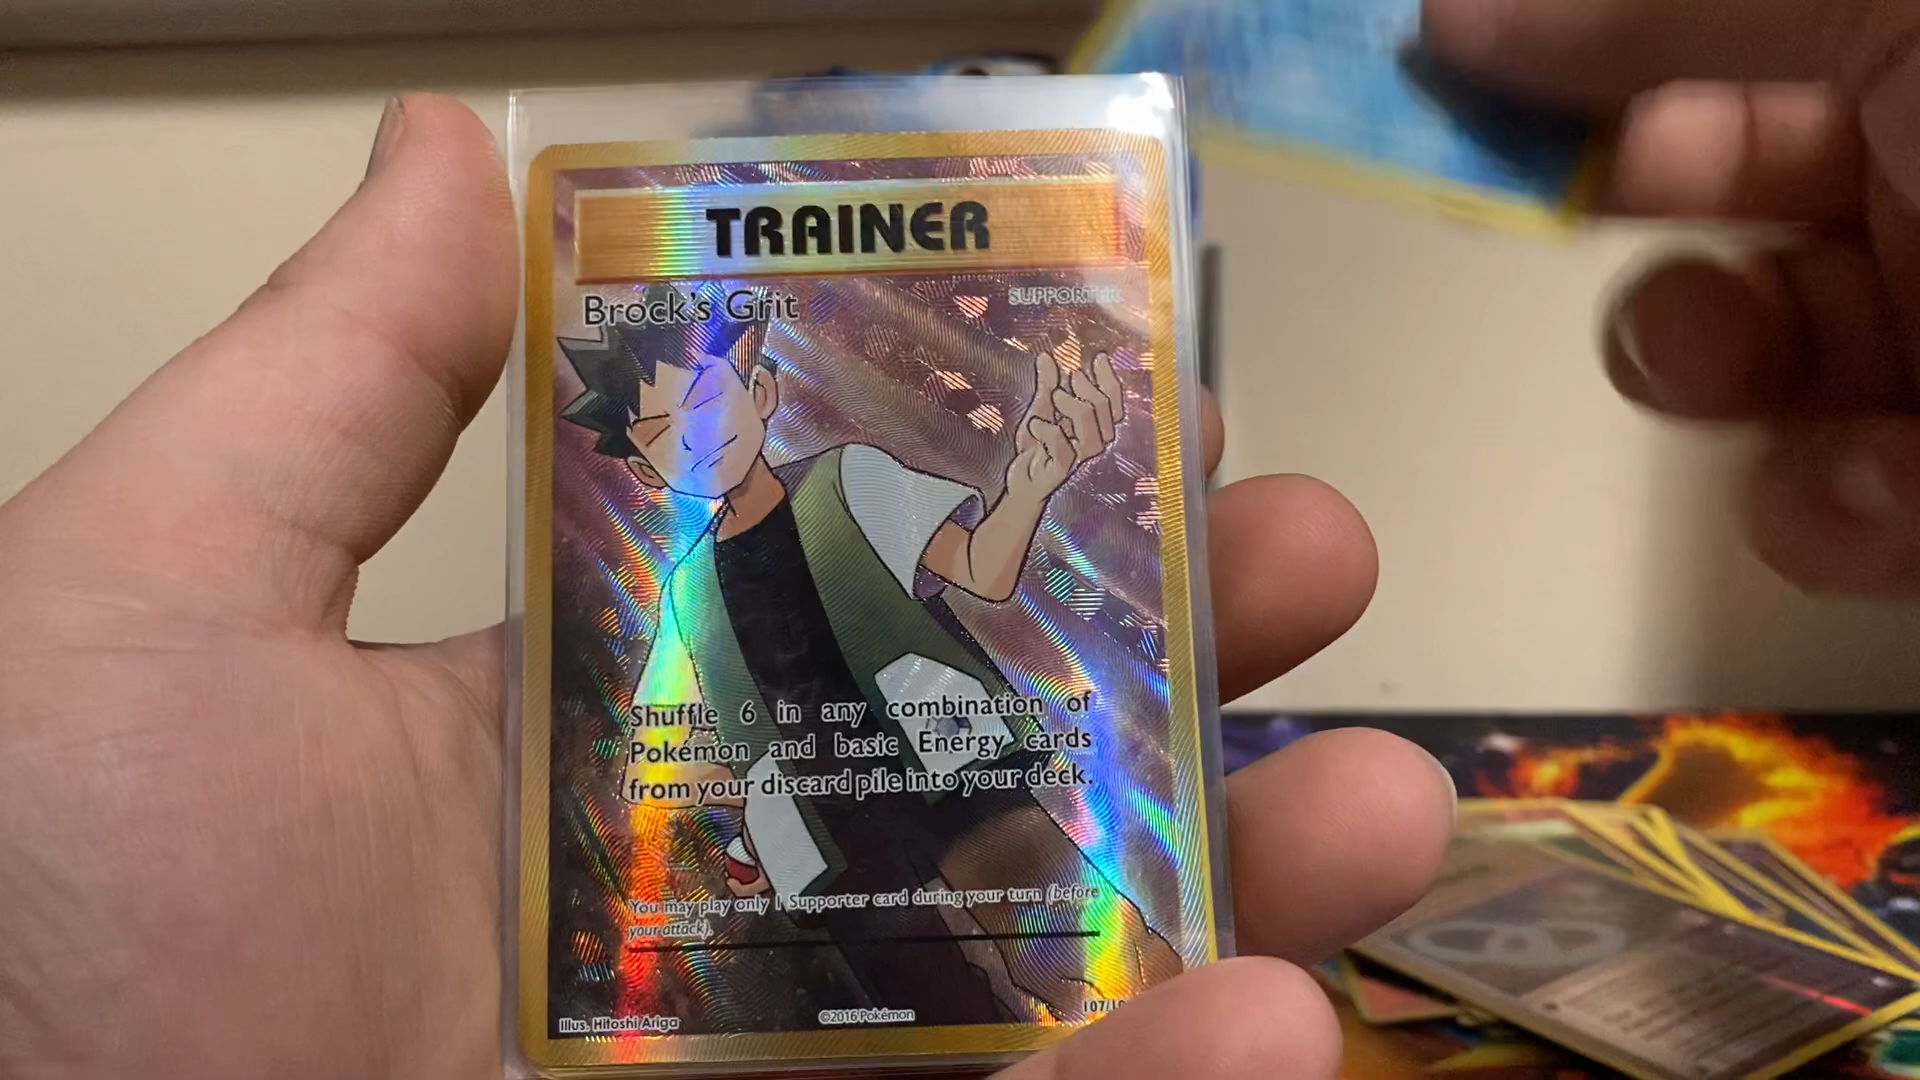 TRAINER
Brock's Grit
SUPPORTER
Shuffle 6 in any combination of
Pokémon and basic Energy cards
from your discard pile into your deck.
You may play only 1 Supporter card during your turn (before
your attack).
Illus. Hitoshi Ariga
©2016 Pokémon
107/10